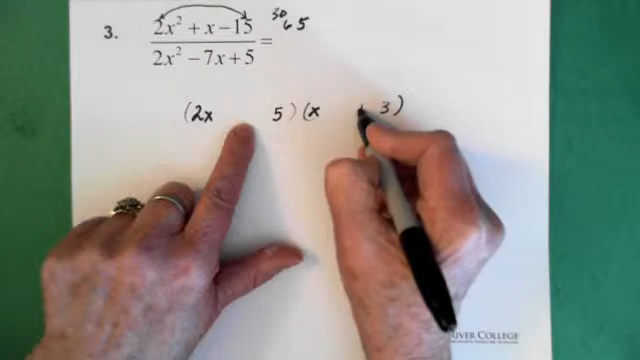 30
6 5
3. 2x² + x − 15
2x² − 7x + 5 =
(2x 5)(x 3)
RIVER COLLEGE